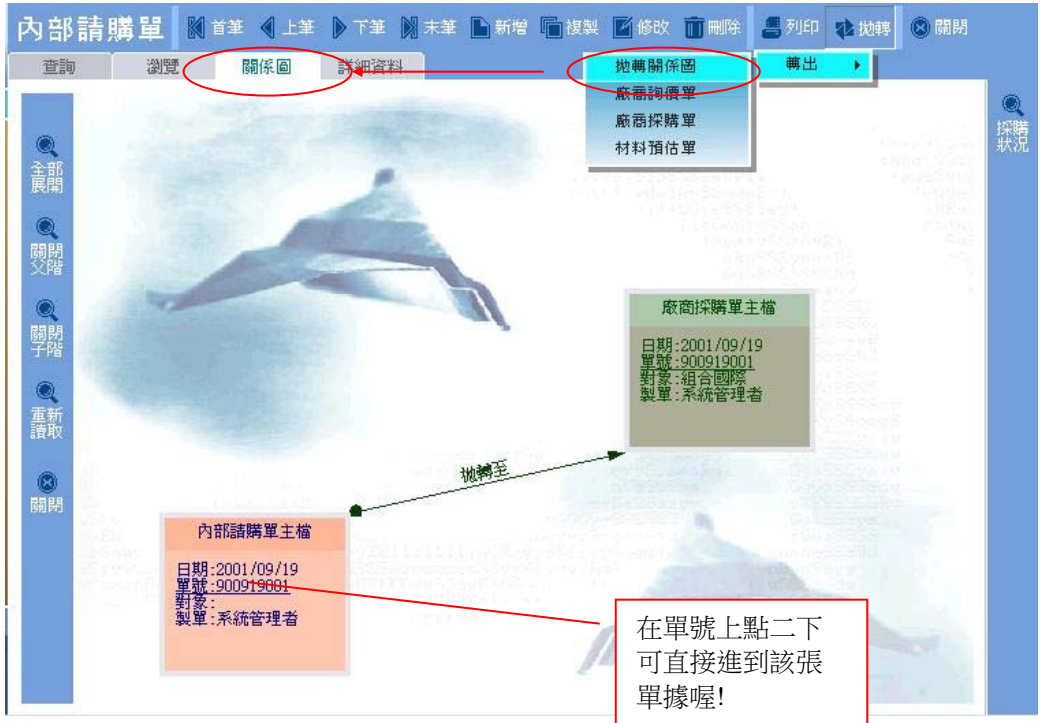 內部請購單 首筆 上筆 下筆 末筆 新增 複製 修改 刪除 列印 拋轉 關閉
查詢 瀏覽 關係圖 詳細資料
拋轉關係圖 轉出
廠商詢價單
廠商採購單
材料預估單
採購
狀況
全部
展開
關閉
父階
關閉
子階
重新
讀取
關閉
廠商採購單主檔
日期:2001/09/19
單號:900919001
對象:組合國際
製單:系統管理者
拋轉至
內部請購單主檔
日期:2001/09/19
單號:900919001
對象:
製單:系統管理者
在單號上點二下
可直接進到該張
單據喔!